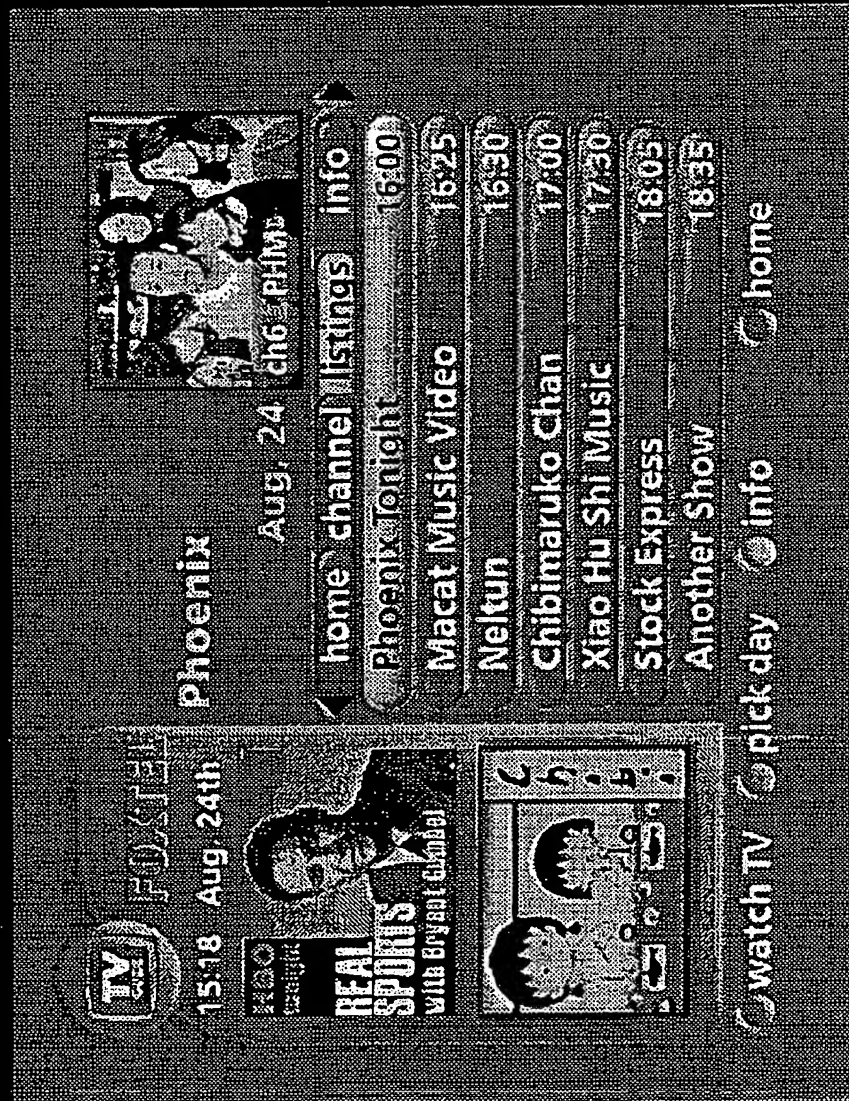 TV
GUIDE
FOXTEL
15:18 Aug. 24th
HBO
REAL
SPORTS
with Bryant Gumbel
Phoenix
Aug. 24 ch6
home channel listings info
Phoenix Tonight 16:00
Macat Music Video 16:25
Neltun 16:30
Chibimaruko Chan 17:00
Xiao Hu Shi Music 17:30
Stock Express 18:05
Another Show 18:35
watch TV pick day info home